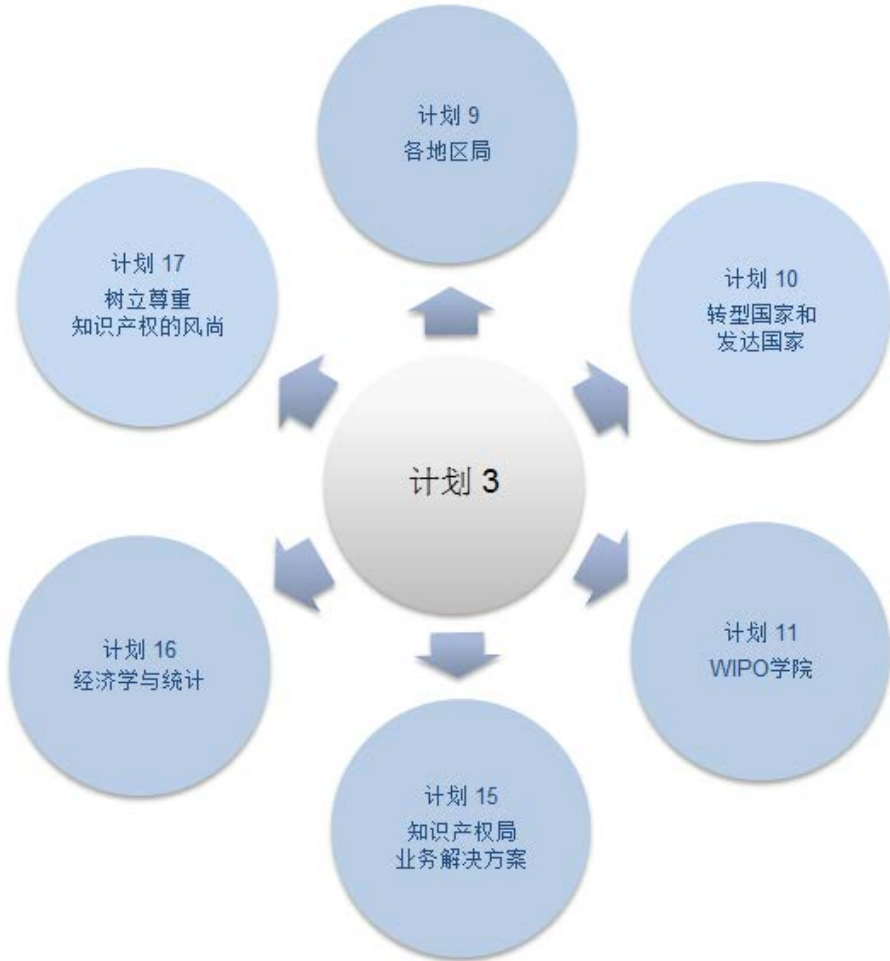 计划 9
各地区局
计划 17
树立尊重
知识产权的风尚
计划 10
转型国家和
发达国家
计划 3
计划 16
经济学与统计
计划 11
WIPO学院
计划 15
知识产权局
业务解决方案